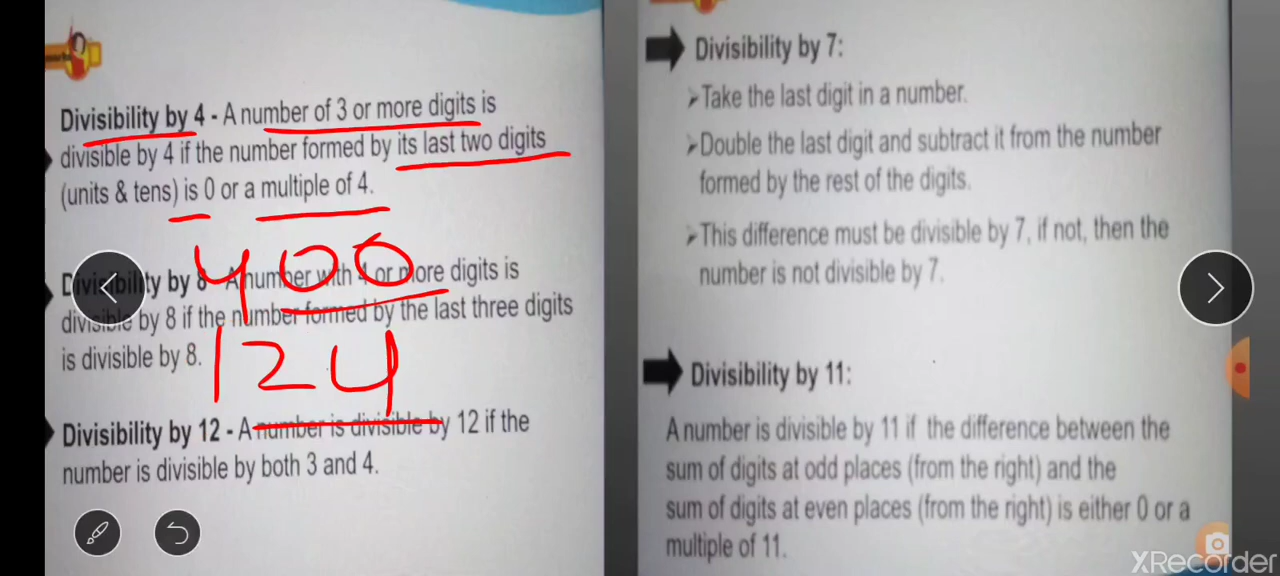 Divisibility by 4 - A number of 3 or more digits is
divisible by 4 if the number formed by its last two digits
(units & tens) is 0 or a multiple of 4.
400
Divisibility by 8 - A number with 4 or more digits is
divisible by 8 if the number formed by the last three digits
is divisible by 8.
124
Divisibility by 12 - A number is divisible by 12 if the
number is divisible by both 3 and 4.
Divisibility by 7:
➢Take the last digit in a number.
➢Double the last digit and subtract it from the number
formed by the rest of the digits.
➢This difference must be divisible by 7, if not, then the
number is not divisible by 7.
Divisibility by 11:
A number is divisible by 11 if the difference between the
sum of digits at odd places (from the right) and the
sum of digits at even places (from the right) is either 0 or a
multiple of 11.
XRecorder